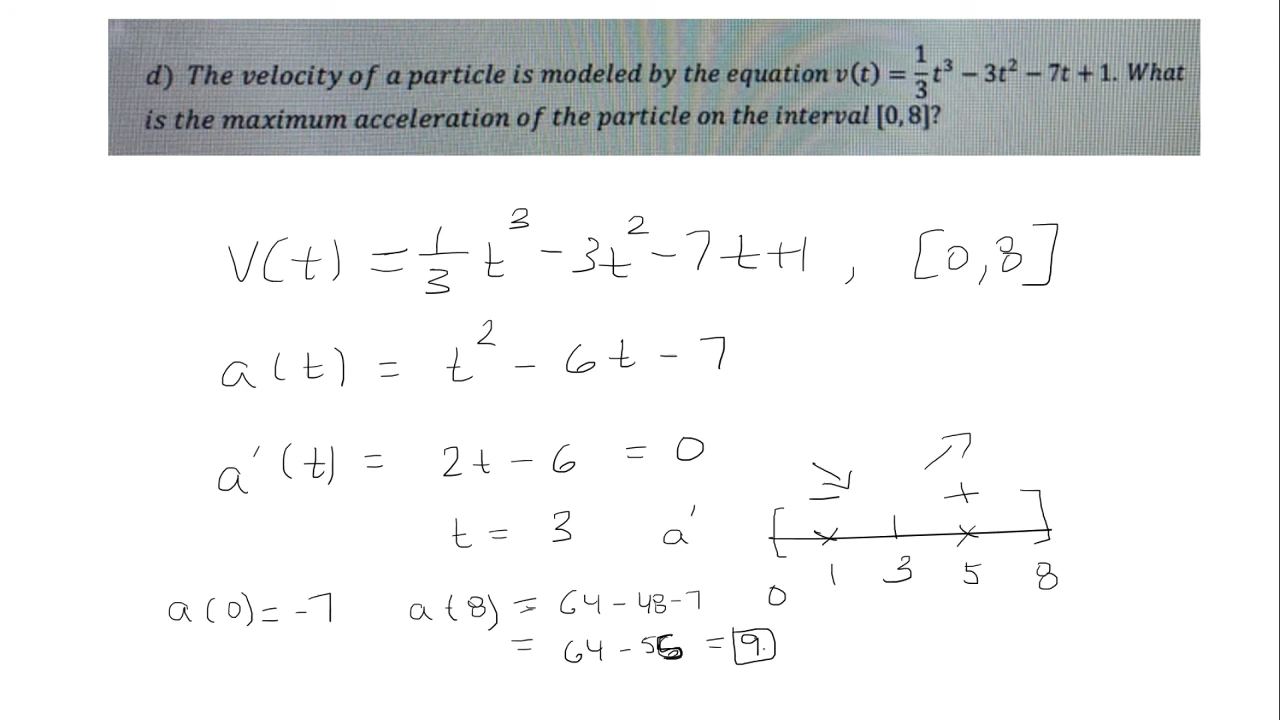 d) The velocity of a particle is modeled by the equation v(t) = 1/3 t³ − 3t² − 7t + 1. What
is the maximum acceleration of the particle on the interval [0,8]?
V(t) = 1/3 t³ - 3t² - 7t+1 , [0,8]
a(t) = t² - 6t - 7
a'(t) = 2t - 6 = 0
- +
t = 3 a'
0 1 3 5 8
a(0) = -7 a(8) = 64 - 48 - 7
= 64 - 56 = 9.